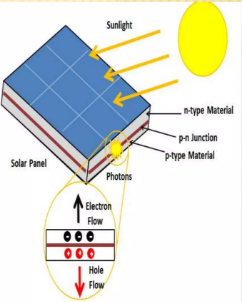 Sunlight
n-type Material
p-n Junction
p-type Material
Solar Panel
Photons
Electron
Flow
Hole
Flow